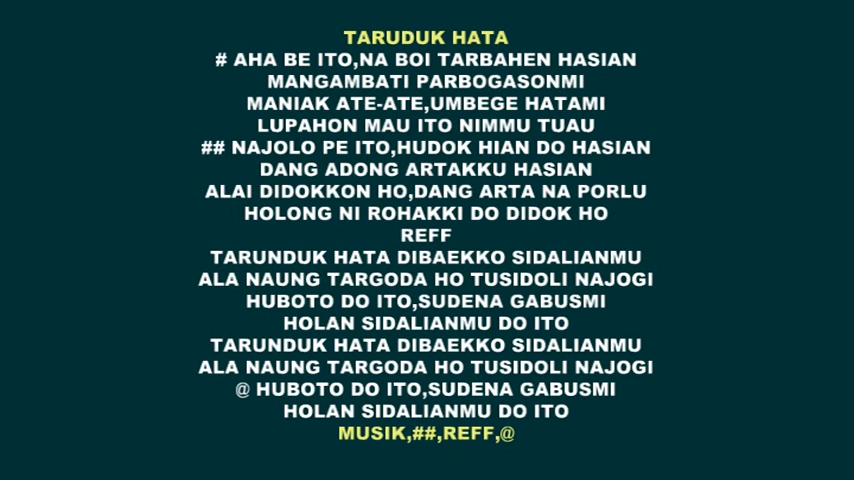 TARUDUK HATA
# AHA BE ITO,NA BOI TARBAHEN HASIAN
MANGAMBATI PARBOGASONMI
MANIAK ATE-ATE,UMBEGE HATAMI
LUPAHON MAU ITO NIMMU TUAU
## NAJOLO PE ITO,HUDOK HIAN DO HASIAN
DANG ADONG ARTAKKU HASIAN
ALAI DIDOKKON HO,DANG ARTA NA PORLU
HOLONG NI ROHAKKI DO DIDOK HO
REFF
TARUNDUK HATA DIBAEKKO SIDALIANMU
ALA NAUNG TARGODA HO TUSIDOLI NAJOGI
HUBOTO DO ITO,SUDENA GABUSMI
HOLAN SIDALIANMU DO ITO
TARUNDUK HATA DIBAEKKO SIDALIANMU
ALA NAUNG TARGODA HO TUSIDOLI NAJOGI
@ HUBOTO DO ITO,SUDENA GABUSMI
HOLAN SIDALIANMU DO ITO
MUSIK,##,REFF,@